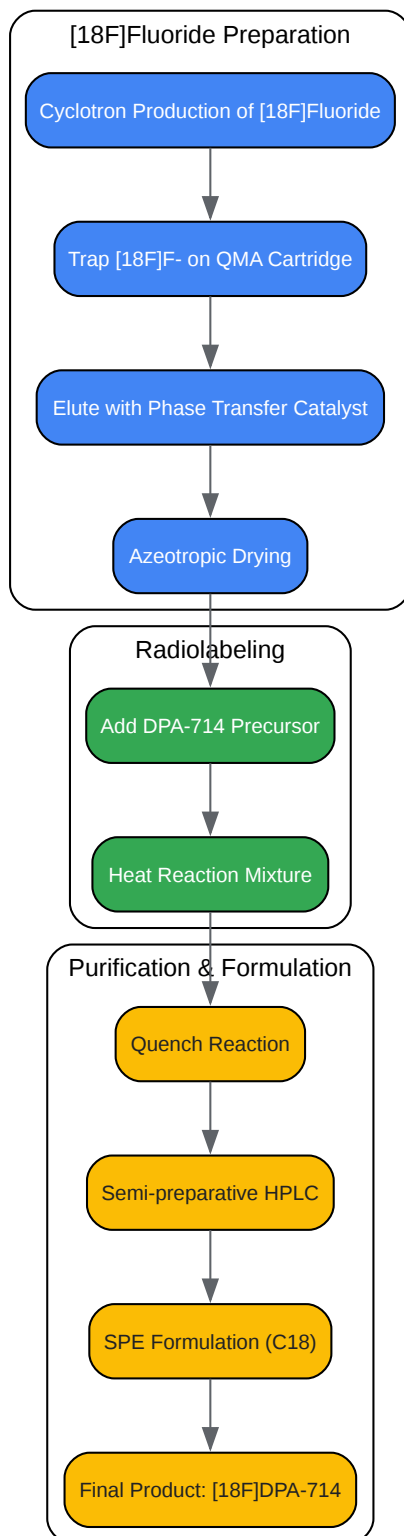 [18F]Fluoride Preparation
Cyclotron Production of [18F]Fluoride
Trap [18F]F- on QMA Cartridge
Elute with Phase Transfer Catalyst
Azeotropic Drying
Radiolabeling
Add DPA-714 Precursor
Heat Reaction Mixture
Purification & Formulation
Quench Reaction
Semi-preparative HPLC
SPE Formulation (C18)
Final Product: [18F]DPA-714